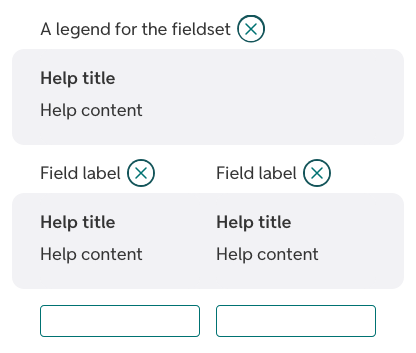 A legend for the fieldset
Help title
Help content
Field label Field label
Help title Help title
Help content Help content